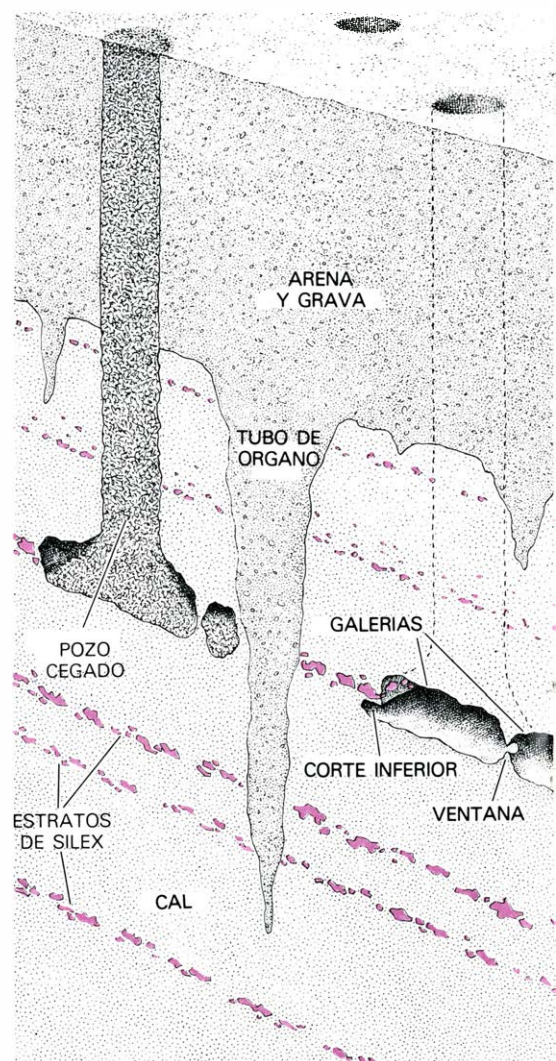 ARENA
Y GRAVA
TUBO DE
ORGANO
POZO
CEGADO
GALERIAS
CORTE INFERIOR
VENTANA
ESTRATOS
DE SILEX
CAL